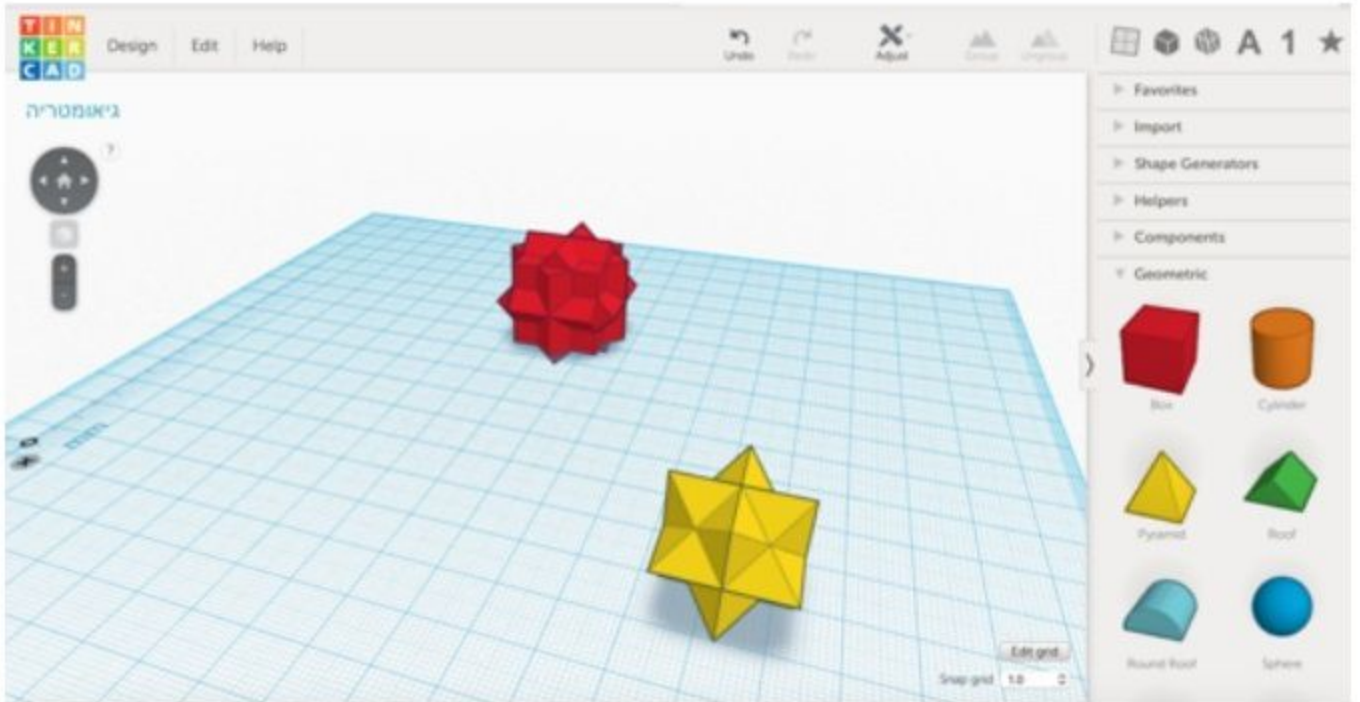 TIN
KER
CAD
Design Edit Help
Undo Redo Adjust Group Ungroup
A 1
גיאומטריה
?
Favorites
Import
Shape Generators
Helpers
Components
Geometric
Box Cylinder
Pyramid Roof
Round Roof Sphere
Edit grid
Snap grid 1.0